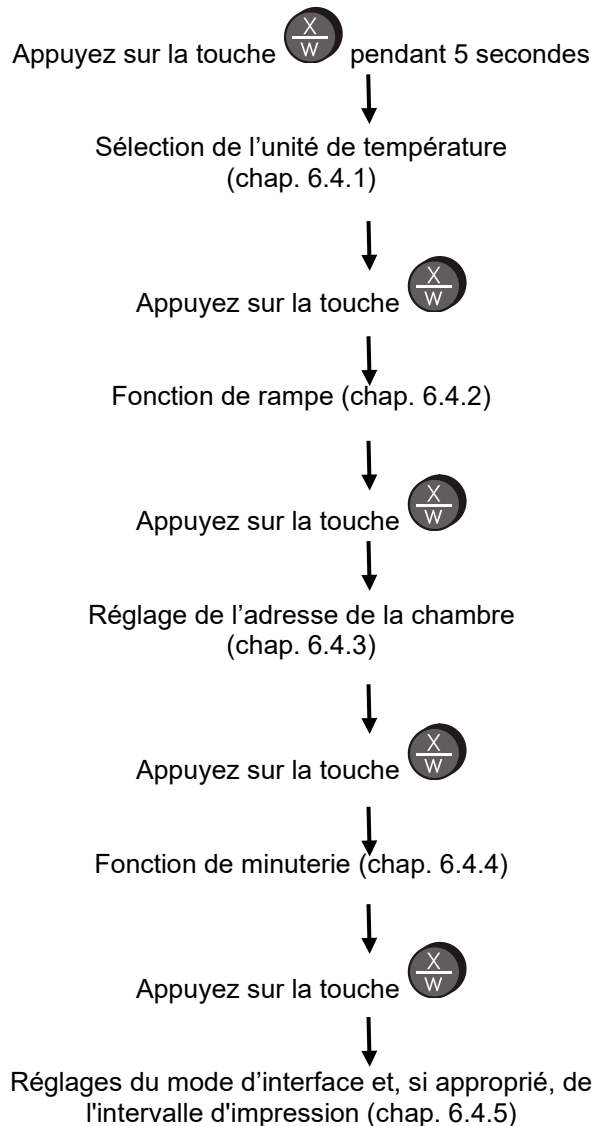 Appuyez sur la touche X W pendant 5 secondes
Sélection de l’unité de température
(chap. 6.4.1)
Appuyez sur la touche X W
Fonction de rampe (chap. 6.4.2)
Appuyez sur la touche X W
Réglage de l’adresse de la chambre
(chap. 6.4.3)
Appuyez sur la touche X W
Fonction de minuterie (chap. 6.4.4)
Appuyez sur la touche X W
Réglages du mode d’interface et, si approprié, de
l'intervalle d'impression (chap. 6.4.5)